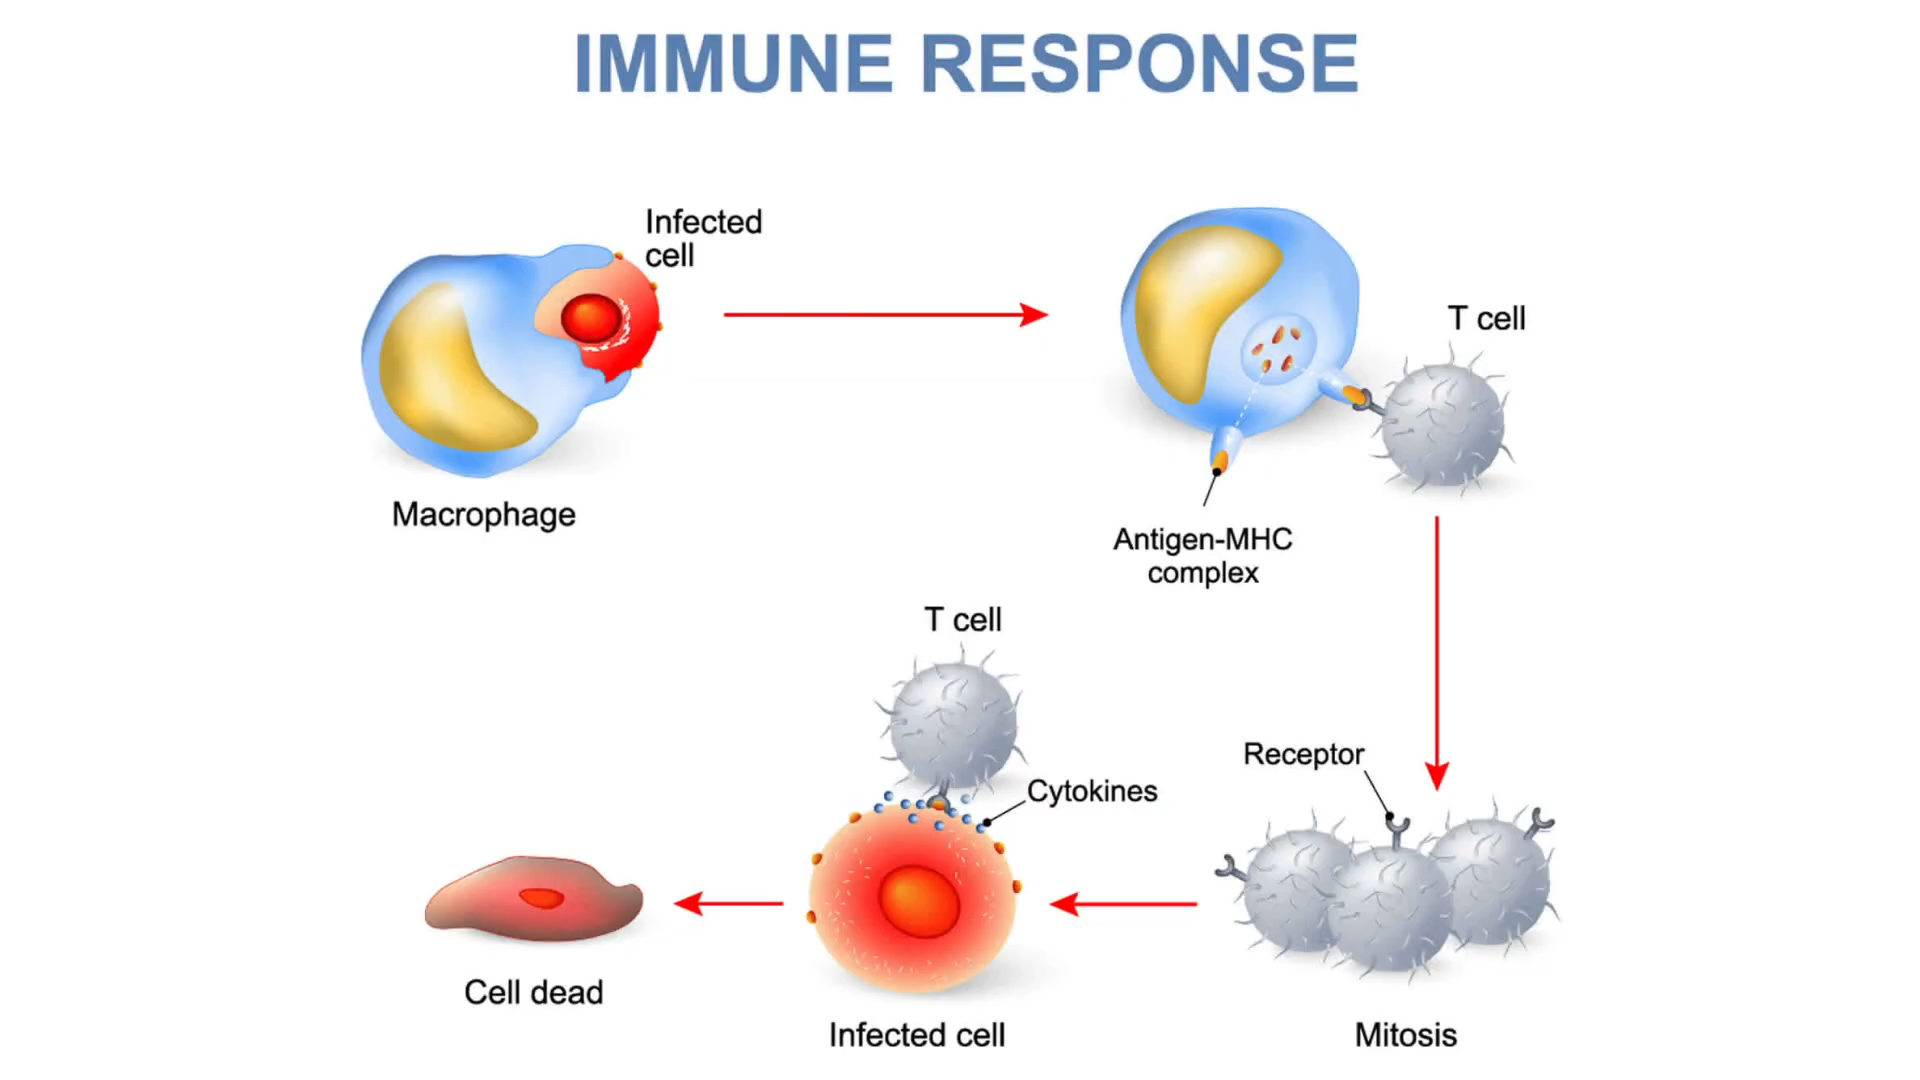 IMMUNE RESPONSE
Infected
cell
Macrophage
T cell
Antigen-MHC
complex
T cell
Cytokines
Receptor
Cell dead
Infected cell
Mitosis